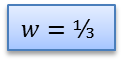 w = ⅓